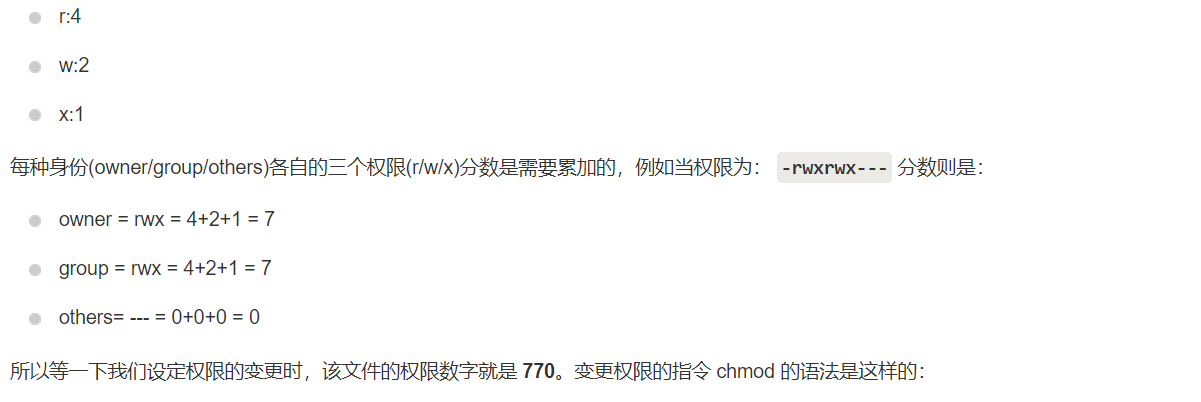 r:4
w:2
x:1
每种身份(owner/group/others)各自的三个权限(r/w/x)分数是需要累加的，例如当权限为： -rwxrwx--- 分数则是：
owner = rwx = 4+2+1 = 7
group = rwx = 4+2+1 = 7
others= --- = 0+0+0 = 0
所以等一下我们设定权限的变更时，该文件的权限数字就是 770。变更权限的指令 chmod 的语法是这样的：